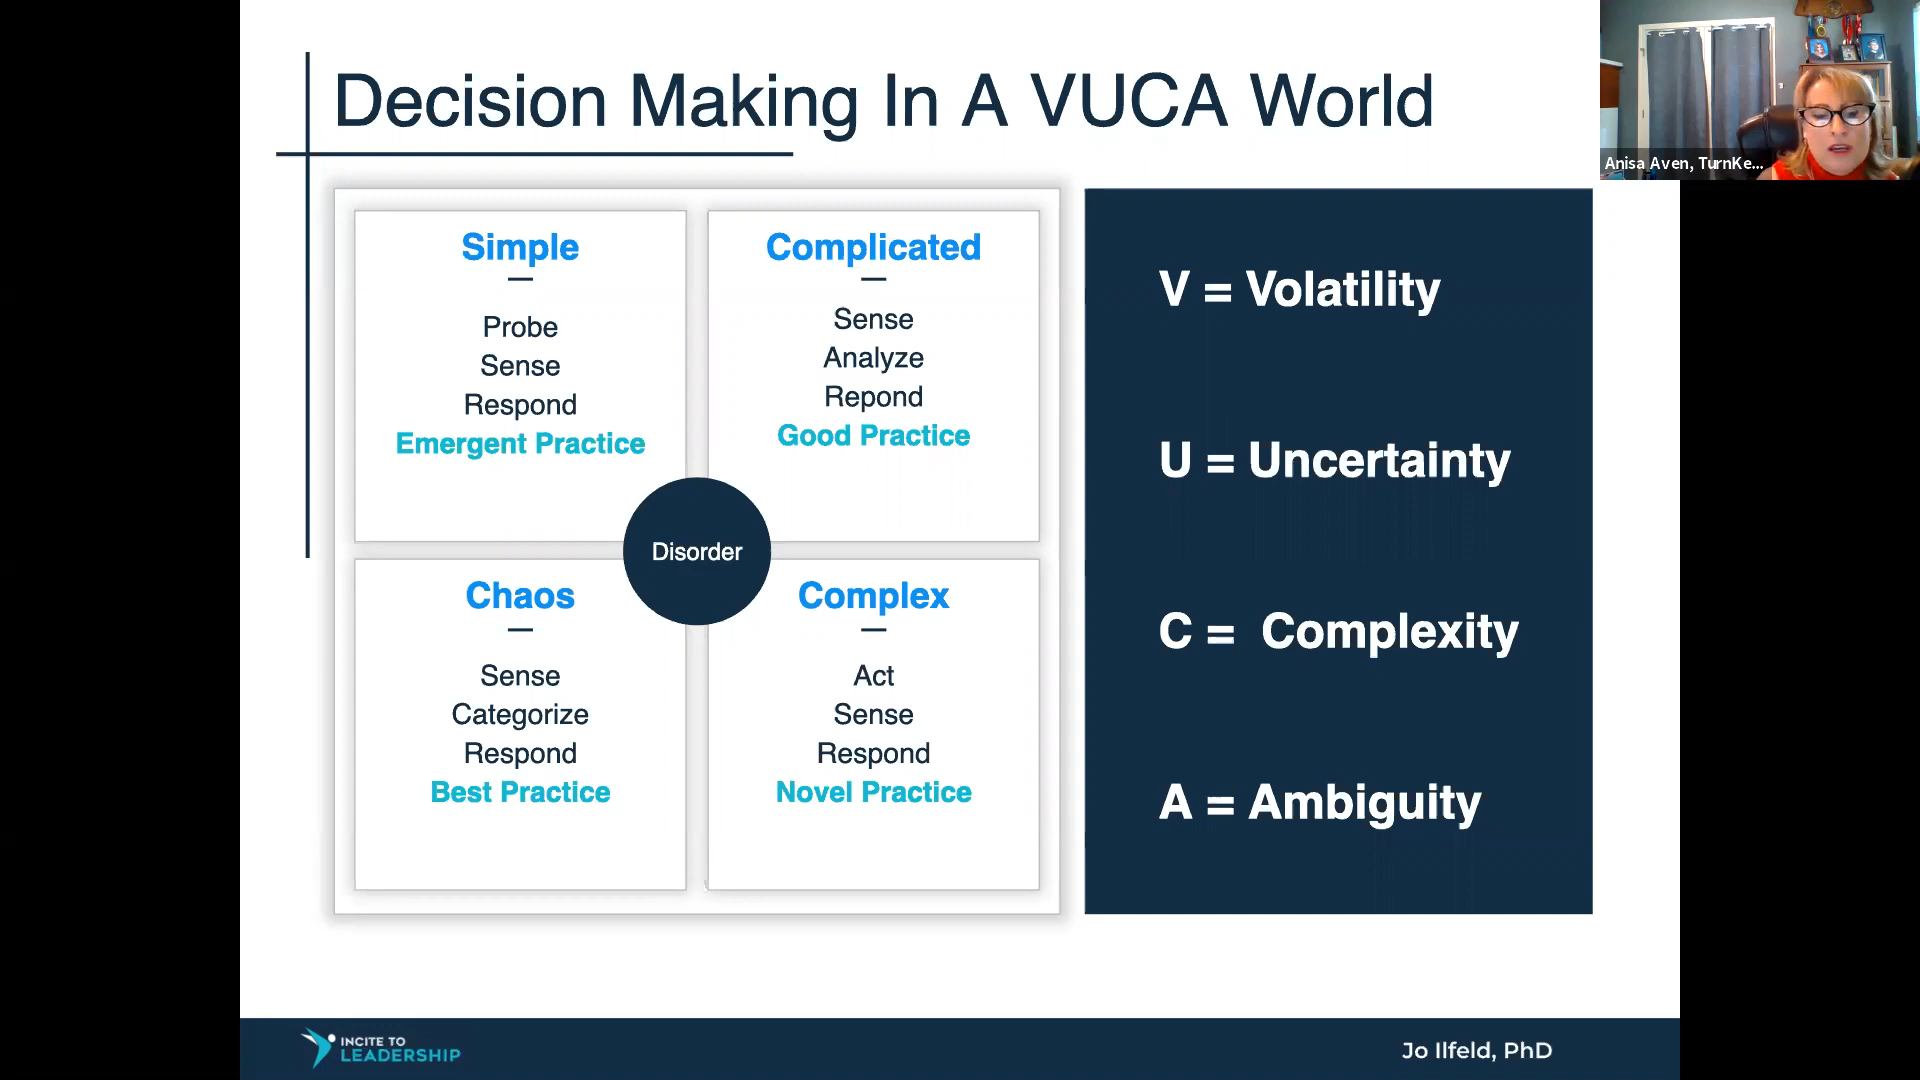 Decision Making In A VUCA World
Anisa Aven, TurnKe...
Simple
Probe
Sense
Respond
Emergent Practice
Complicated
Sense
Analyze
Repond
Good Practice
Disorder
Chaos
Sense
Categorize
Respond
Best Practice
Complex
Act
Sense
Respond
Novel Practice
V = Volatility
U = Uncertainty
C = Complexity
A = Ambiguity
INCITE TO
LEADERSHIP
Jo Ilfeld, PhD